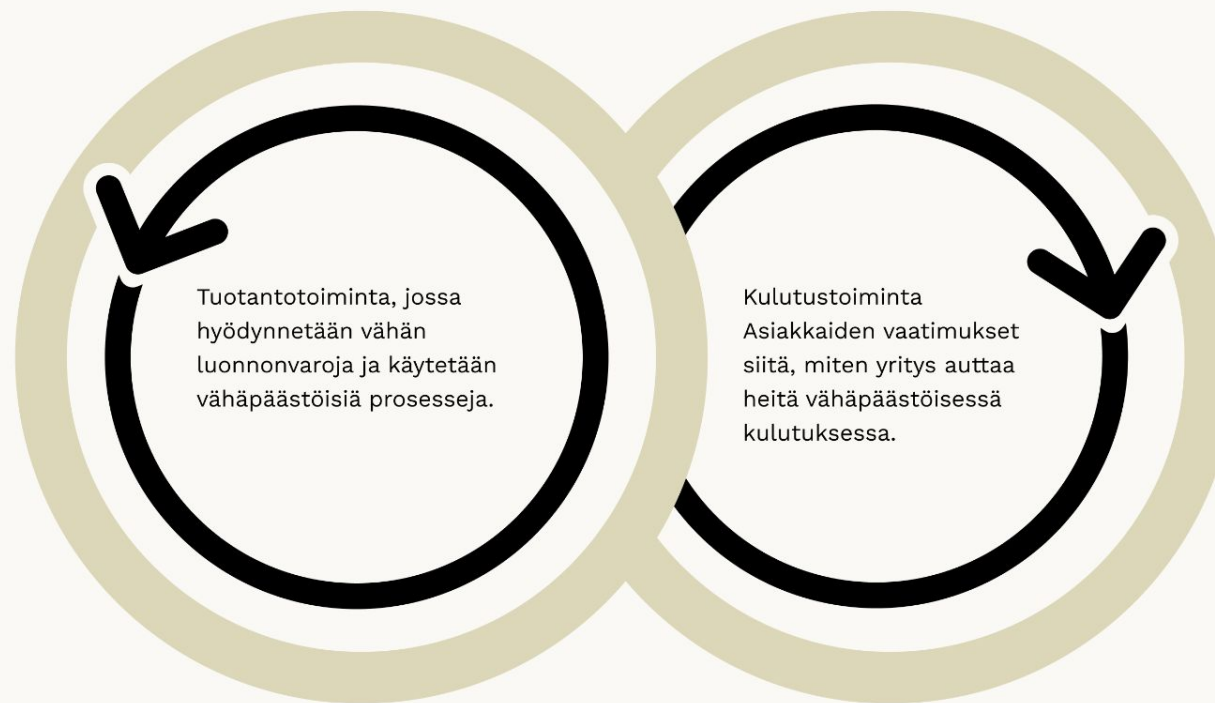 Tuotantotoiminta, jossa
hyödynnetään vähän
luonnonvaroja ja käytetään
vähäpäästöisiä prosesseja.
Kulutustoiminta
Asiakkaiden vaatimukset
siitä, miten yritys auttaa
heitä vähäpäästöisessä
kulutuksessa.